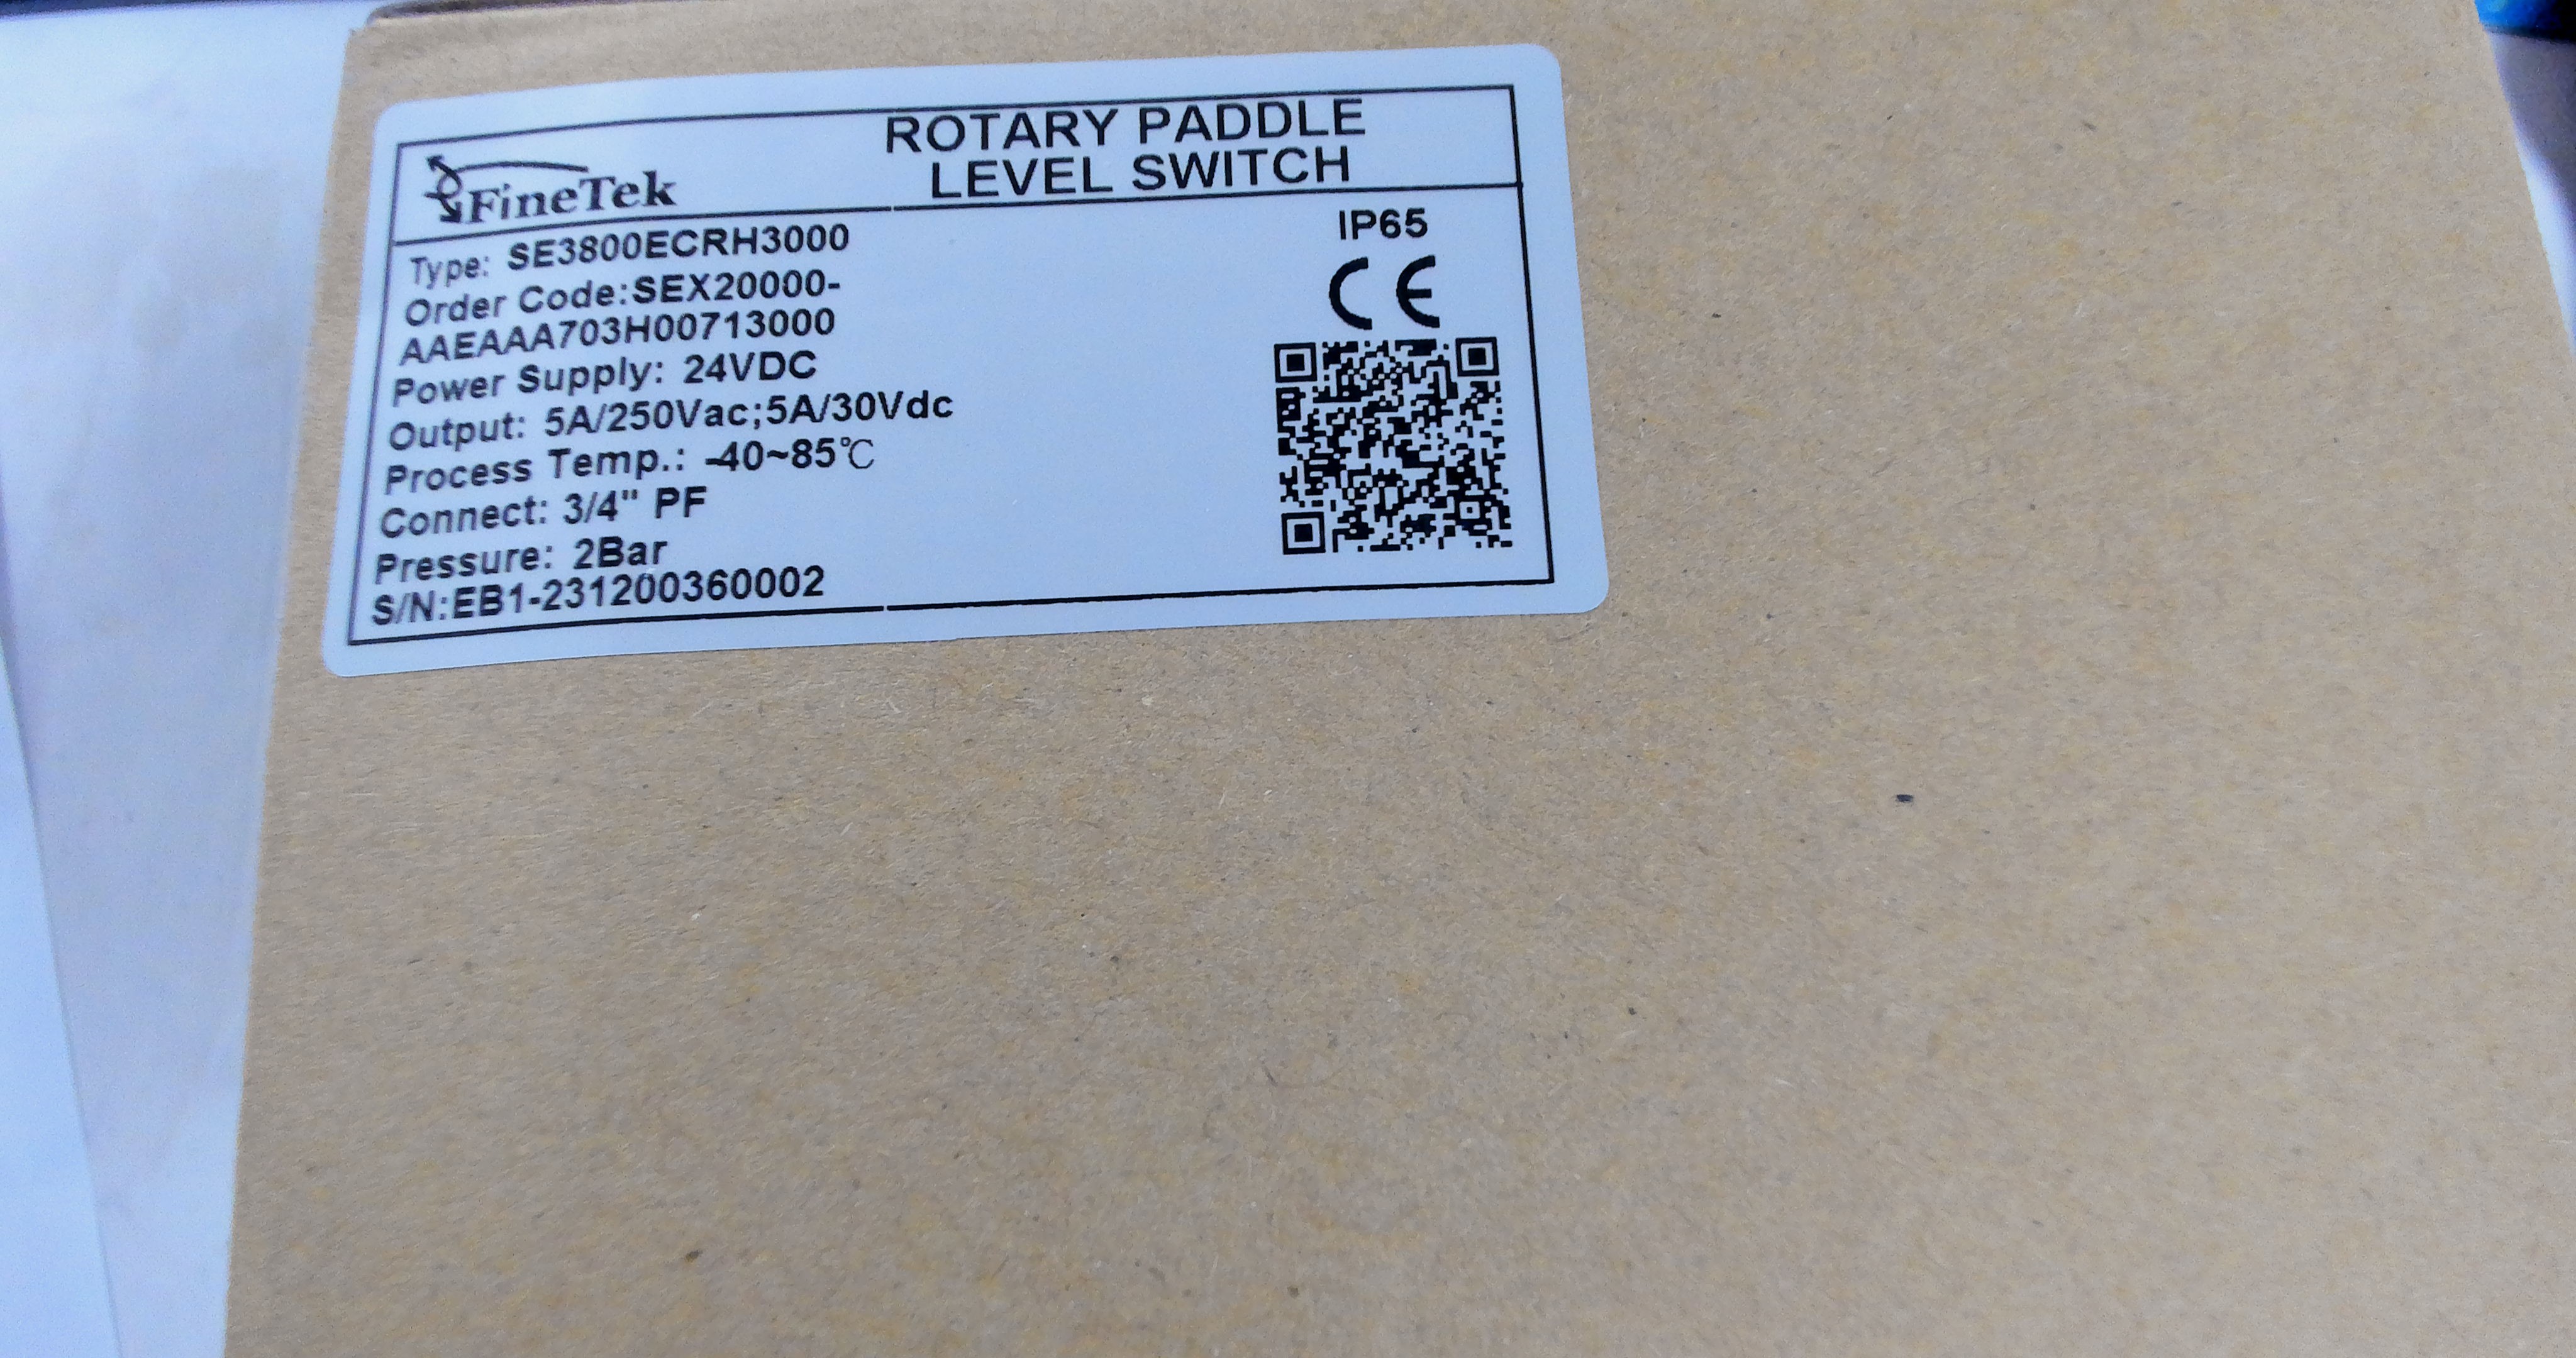 ROTARY PADDLE
LEVEL SWITCH
FineTek
IP65
CE
Type: SE3800ECRH3000
Order Code:SEX20000-
AAEAAA703H00713000
Power Supply: 24VDC
Output: 5A/250Vac;5A/30Vdc
Process Temp.: -40~85℃
Connect: 3/4" PF
Pressure: 2Bar
S/N:EB1-231200360002